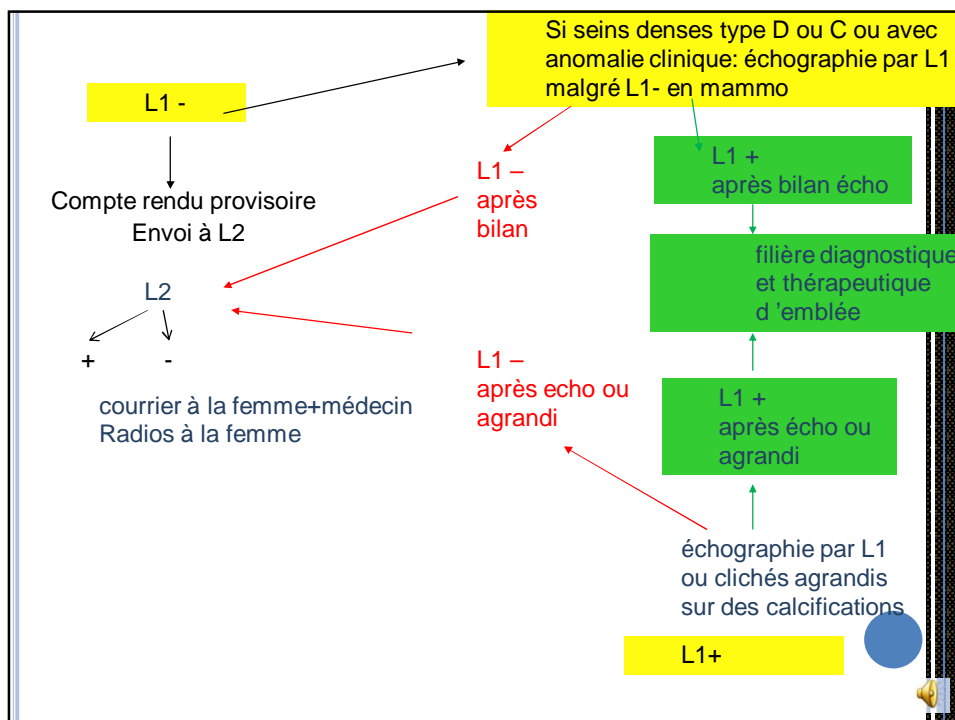 Si seins denses type D ou C ou avec
anomalie clinique: échographie par L1
malgré L1- en mammo
L1 -
Compte rendu provisoire
Envoi à L2
L2
+ -
courrier à la femme+médecin
Radios à la femme
L1 –
après
bilan
L1 –
après echo ou
agrandi
L1 +
après bilan écho
filière diagnostique
et thérapeutique
d ’emblée
L1 +
après écho ou
agrandi
échographie par L1
ou clichés agrandis
sur des calcifications
L1+